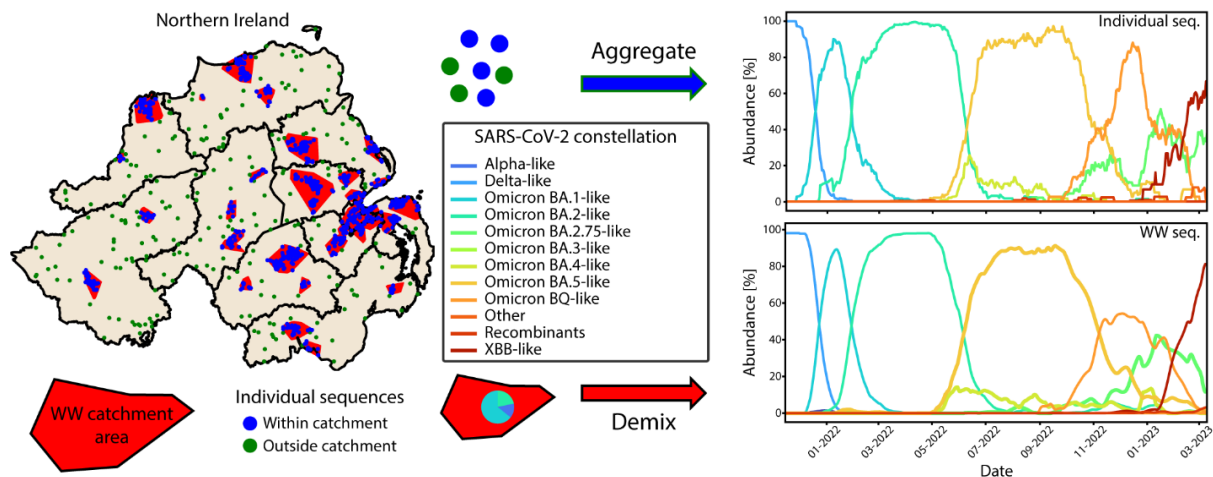 Northern Ireland
WW catchment
area
Individual sequences
Within catchment
Outside catchment
Aggregate
SARS-CoV-2 constellation
Alpha-like
Delta-like
Omicron BA.1-like
Omicron BA.2-like
Omicron BA.2.75-like
Omicron BA.3-like
Omicron BA.4-like
Omicron BA.5-like
Omicron BQ-like
Other
Recombinants
XBB-like
Demix
Individual seq.
Abundance [%]
100
80
60
40
20
0
WW seq.
Abundance [%]
100
80
60
40
20
0
01-2022
03-2022
05-2022
07-2022
09-2022
11-2022
01-2023
03-2023
Date